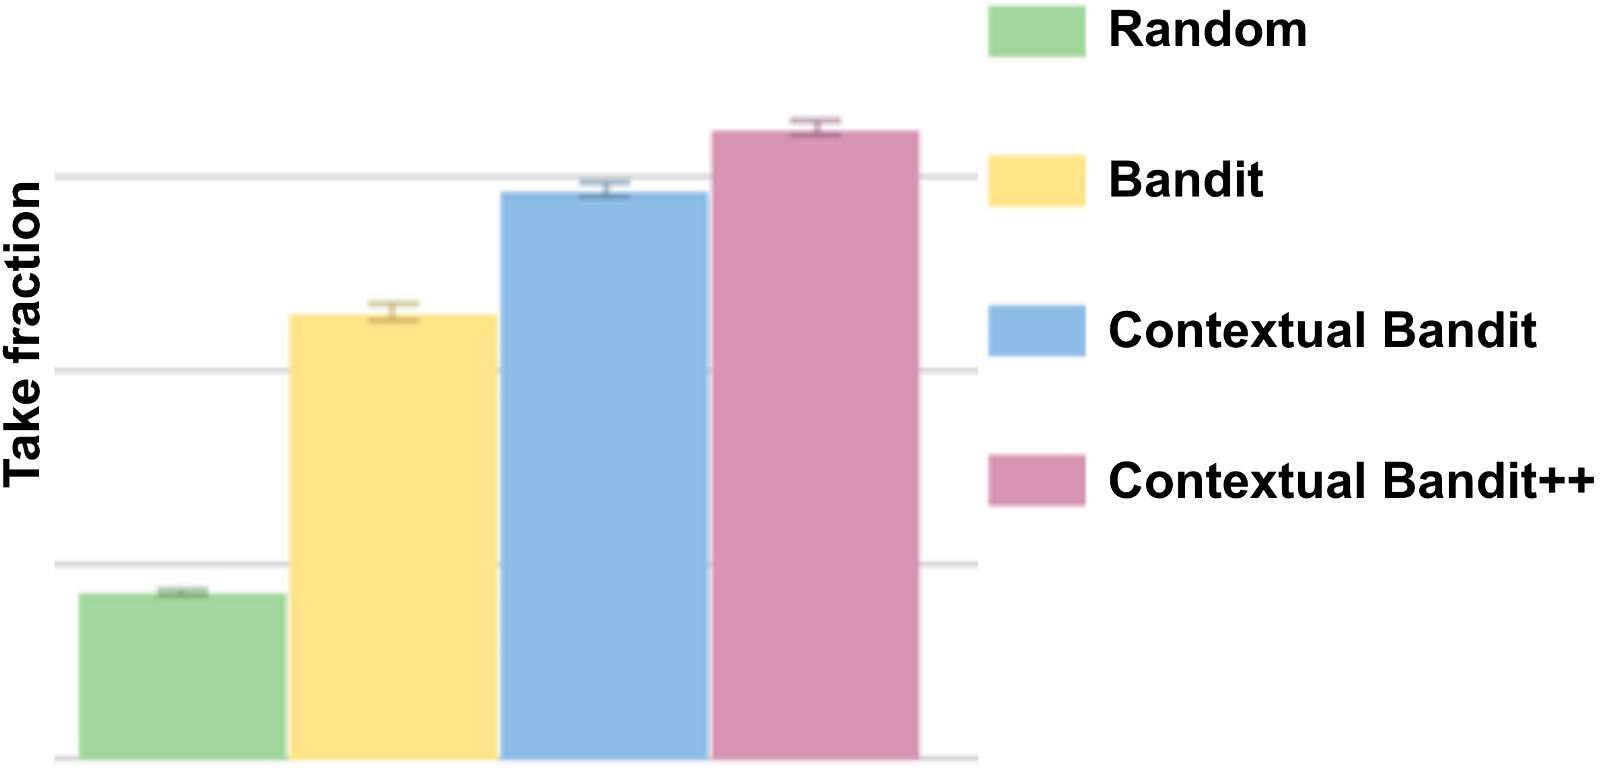 Take fraction
Random
Bandit
Contextual Bandit
Contextual Bandit++